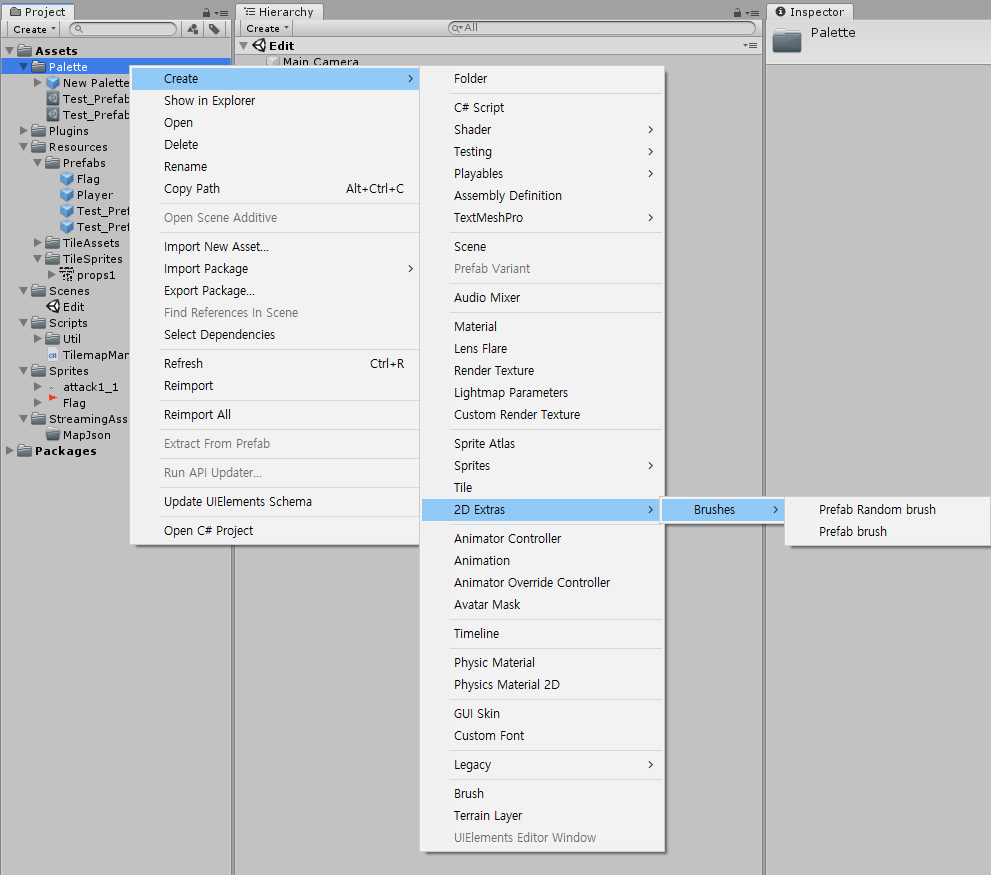 Project
Create
Assets
Palette
New Palette
Test_Prefab
Test_Prefab
Plugins
Resources
Prefabs
Flag
Player
Test_Pref
Test_Pref
TileAssets
TileSprites
props1
Scenes
Edit
Scripts
Util
TilemapMan
Sprites
attack1_1
Flag
StreamingAss
MapJson
Packages
Hierarchy
Create
All
Edit
Main Camera
Inspector
Palette
Create
Show in Explorer
Open
Delete
Rename
Copy Path Alt+Ctrl+C
Open Scene Additive
Import New Asset...
Import Package
Export Package...
Find References In Scene
Select Dependencies
Refresh Ctrl+R
Reimport
Reimport All
Extract From Prefab
Run API Updater...
Update UIElements Schema
Open C# Project
Folder
C# Script
Shader
Testing
Playables
Assembly Definition
TextMeshPro
Scene
Prefab Variant
Audio Mixer
Material
Lens Flare
Render Texture
Lightmap Parameters
Custom Render Texture
Sprite Atlas
Sprites
Tile
2D Extras
Animator Controller
Animation
Animator Override Controller
Avatar Mask
Timeline
Physic Material
Physics Material 2D
GUI Skin
Custom Font
Legacy
Brush
Terrain Layer
UIElements Editor Window
Brushes
Prefab Random brush
Prefab brush